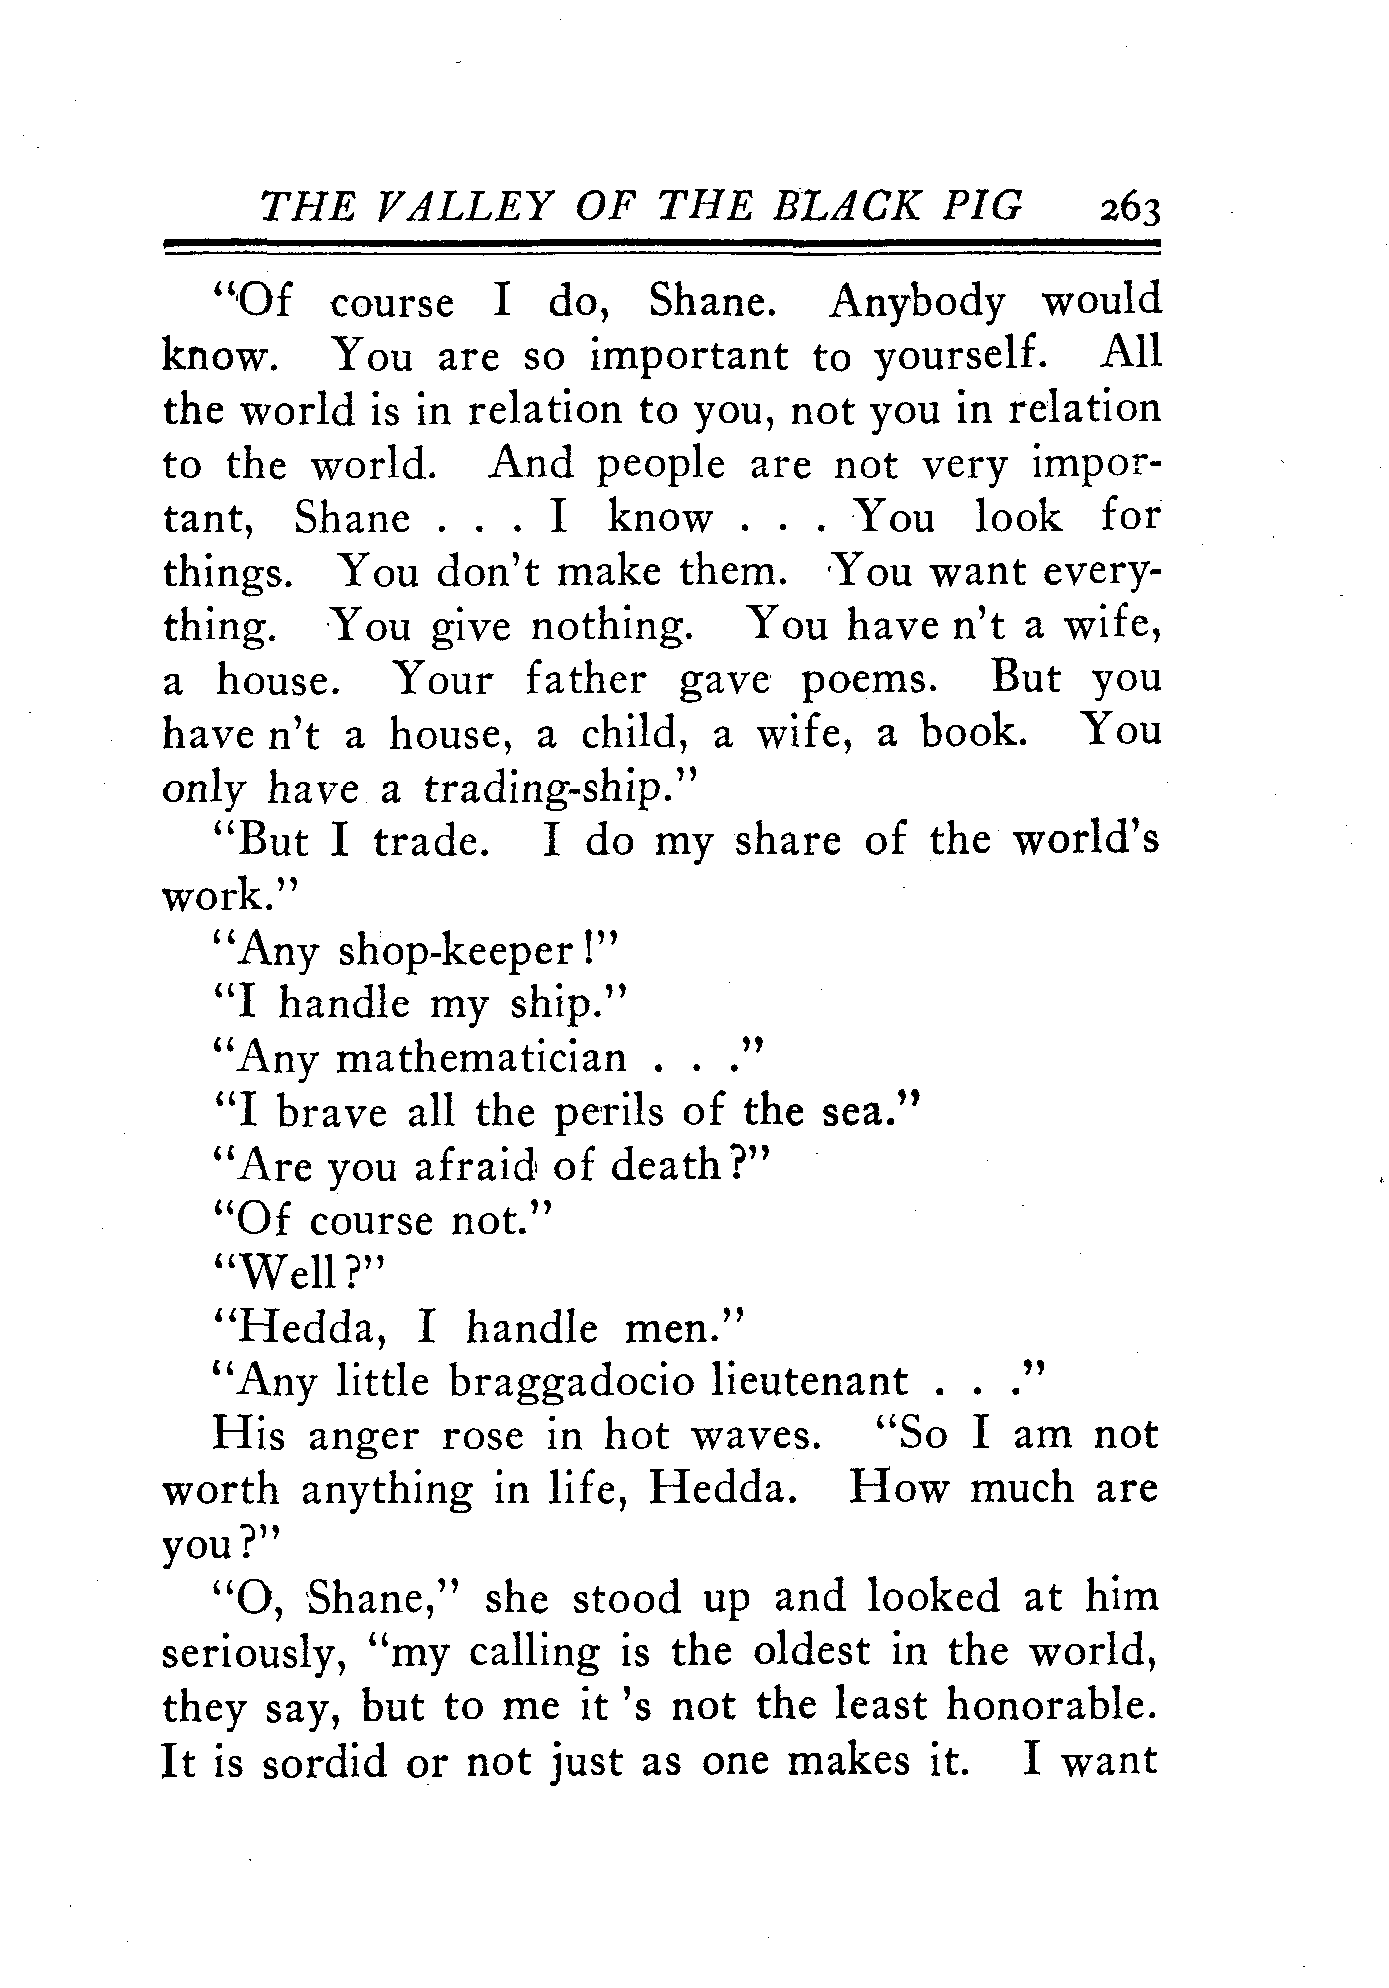 THE VALLEY OF THE BLACK PIG 263
"Of course I do, Shane. Anybody would
know. You are so important to yourself. All
the world is in relation to you, not you in relation
to the world. And people are not very impor-
tant, Shane . . . I know . . . You look for
things. You don't make them. You want every-
thing. You give nothing. You have n't a wife,
a house. Your father gave poems. But you
have n't a house, a child, a wife, a book. You
only have a trading-ship."
"But I trade. I do my share of the world's
work."
"Any shop-keeper!"
"I handle my ship."
"Any mathematician . . ."
"I brave all the perils of the sea."
"Are you afraid of death?"
"Of course not."
"Well?"
"Hedda, I handle men."
"Any little braggadocio lieutenant . . ."
His anger rose in hot waves. "So I am not
worth anything in life, Hedda. How much are
you?"
"O, Shane," she stood up and looked at him
seriously, "my calling is the oldest in the world,
they say, but to me it 's not the least honorable.
It is sordid or not just as one makes it. I want